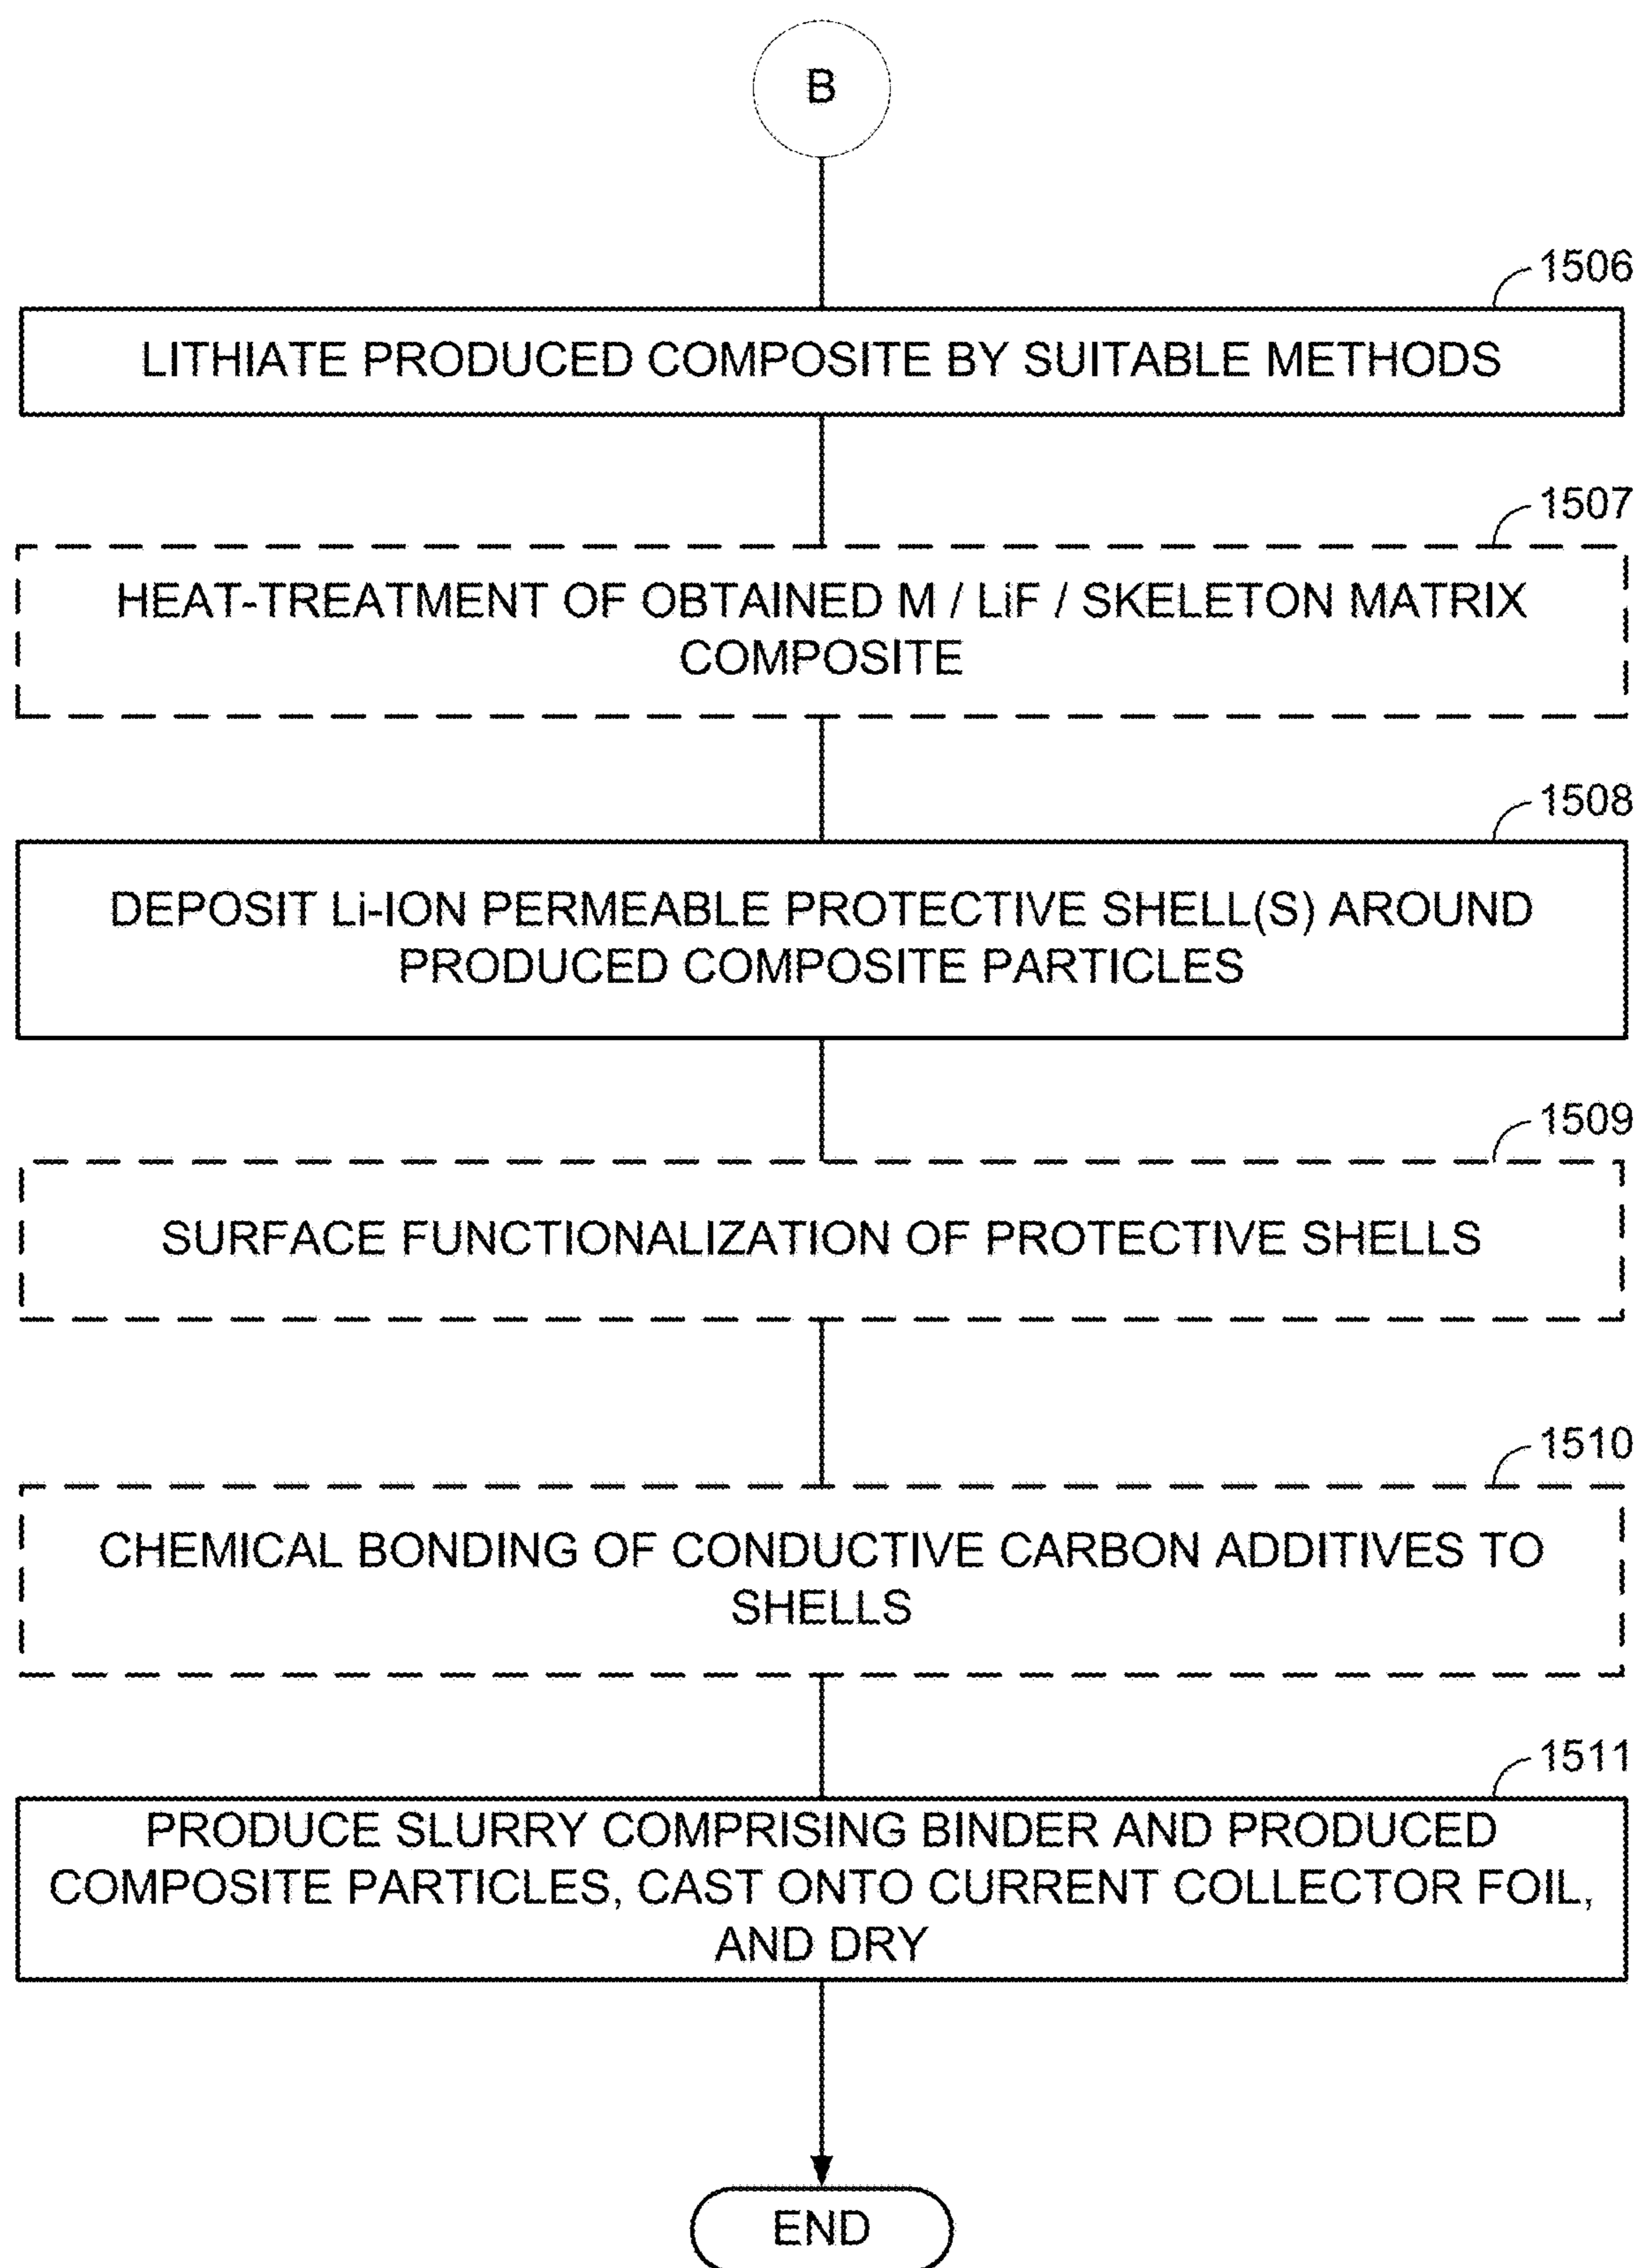 B
1506
LITHIATE PRODUCED COMPOSITE BY SUITABLE METHODS
1507
HEAT-TREATMENT OF OBTAINED M / LiF / SKELETON MATRIX
COMPOSITE
1508
DEPOSIT Li-ION PERMEABLE PROTECTIVE SHELL(S) AROUND
PRODUCED COMPOSITE PARTICLES
1509
SURFACE FUNCTIONALIZATION OF PROTECTIVE SHELLS
1510
CHEMICAL BONDING OF CONDUCTIVE CARBON ADDITIVES TO
SHELLS
1511
PRODUCE SLURRY COMPRISING BINDER AND PRODUCED
COMPOSITE PARTICLES, CAST ONTO CURRENT COLLECTOR FOIL,
AND DRY
END